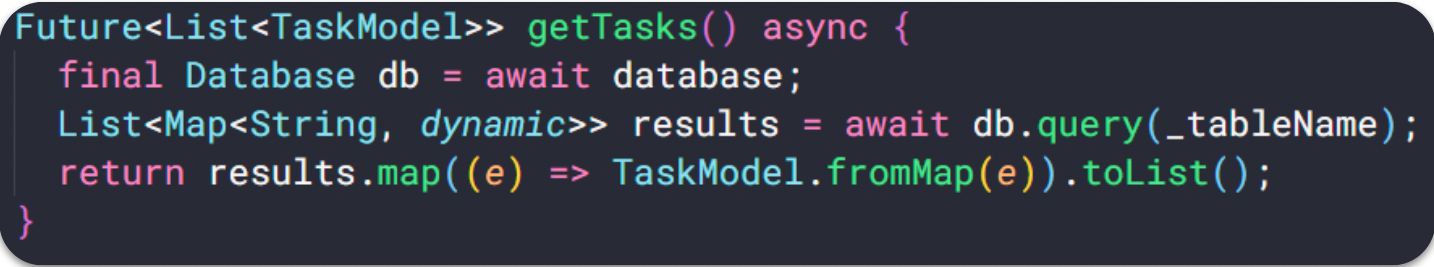 Future<List<TaskModel>> getTasks() async {
  final Database db = await database;
  List<Map<String, dynamic>> results = await db.query(_tableName);
  return results.map((e) => TaskModel.fromMap(e)).toList();
}